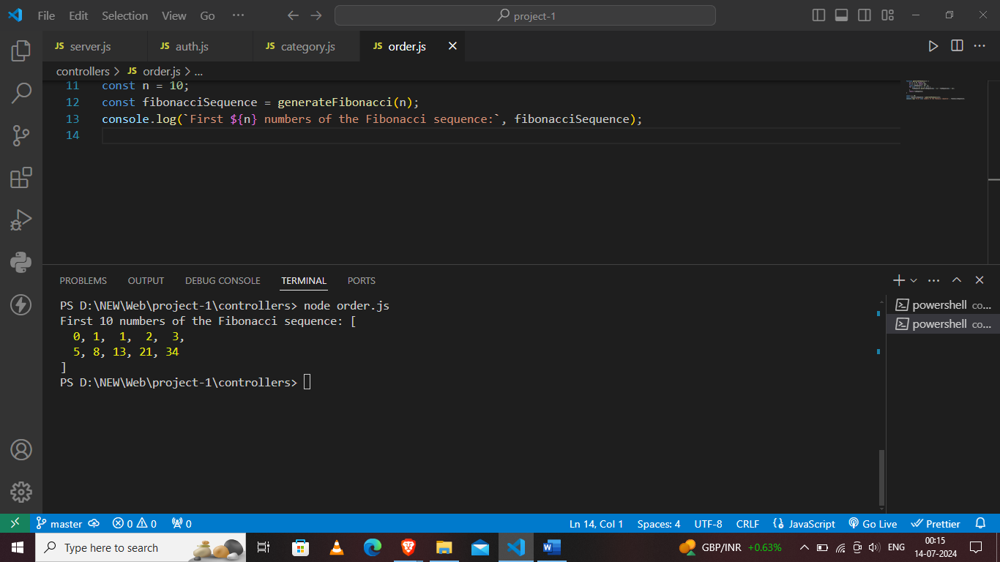 File Edit Selection View Go ··· project-1
JS server.js JS auth.js JS category.js JS order.js
controllers > JS order.js > ...
11 const n = 10;
12 const fibonacciSequence = generateFibonacci(n);
13 console.log(`First ${n} numbers of the Fibonacci sequence:`, fibonacciSequence);
14
PROBLEMS OUTPUT DEBUG CONSOLE TERMINAL PORTS
PS D:\NEW\Web\project-1\controllers> node order.js
First 10 numbers of the Fibonacci sequence: [
0, 1, 1, 2, 3,
5, 8, 13, 21, 34
]
PS D:\NEW\Web\project-1\controllers>
powershell co...
powershell co...
master 0 0 0 Ln 14, Col 1 Spaces: 4 UTF-8 CRLF {} JavaScript Go Live Prettier
Type here to search GBP/INR +0.63% ENG 00:15
14-07-2024